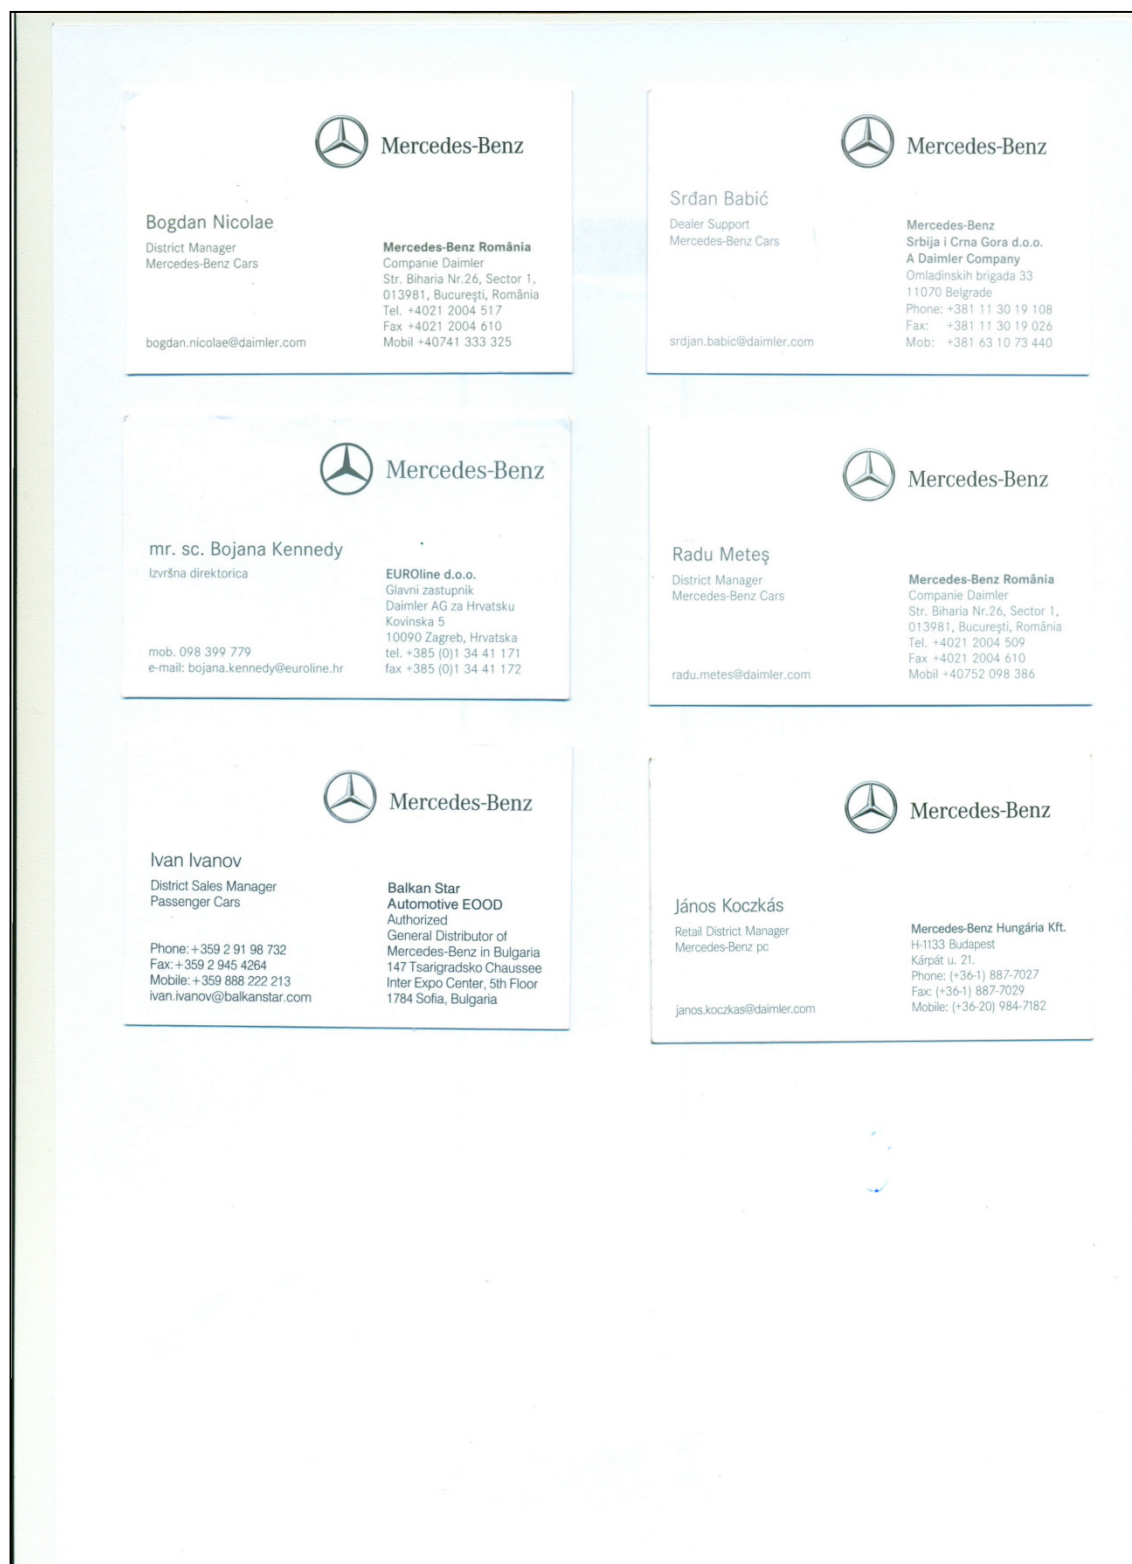 Mercedes-Benz
Bogdan Nicolae
District Manager
Mercedes-Benz Cars
bogdan.nicolae@daimler.com
Mercedes-Benz România
Companie Daimler
Str. Biharia Nr.26, Sector 1,
013981, Bucureşti, România
Tel. +4021 2004 517
Fax +4021 2004 610
Mobil +40741 333 325
Mercedes-Benz
Srđan Babić
Dealer Support
Mercedes-Benz Cars
srdjan.babic@daimler.com
Mercedes-Benz
Srbija i Crna Gora d.o.o.
A Daimler Company
Omladinskih brigada 33
11070 Belgrade
Phone: +381 11 30 19 108
Fax: +381 11 30 19 026
Mob: +381 63 10 73 440
Mercedes-Benz
mr. sc. Bojana Kennedy
Izvršna direktorica
mob. 098 399 779
e-mail: bojana.kennedy@euroline.hr
EUROline d.o.o.
Glavni zastupnik
Daimler AG za Hrvatsku
Kovinska 5
10090 Zagreb, Hrvatska
tel. +385 (0)1 34 41 171
fax +385 (0)1 34 41 172
Mercedes-Benz
Radu Meteş
District Manager
Mercedes-Benz Cars
radu.metes@daimler.com
Mercedes-Benz România
Companie Daimler
Str. Biharia Nr.26, Sector 1,
013981, Bucureşti, România
Tel. +4021 2004 509
Fax +4021 2004 610
Mobil +40752 098 386
Mercedes-Benz
Ivan Ivanov
District Sales Manager
Passenger Cars
Phone: +359 2 91 98 732
Fax: +359 2 945 4264
Mobile: +359 888 222 213
ivan.ivanov@balkanstar.com
Balkan Star
Automotive EOOD
Authorized
General Distributor of
Mercedes-Benz in Bulgaria
147 Tsarigradsko Chaussee
Inter Expo Center, 5th Floor
1784 Sofia, Bulgaria
Mercedes-Benz
János Koczkás
Retail District Manager
Mercedes-Benz pc
janos.koczkas@daimler.com
Mercedes-Benz Hungária Kft.
H-1133 Budapest
Kárpát u. 21.
Phone: (+36-1) 887-7027
Fax: (+36-1) 887-7029
Mobile: (+36-20) 984-7182